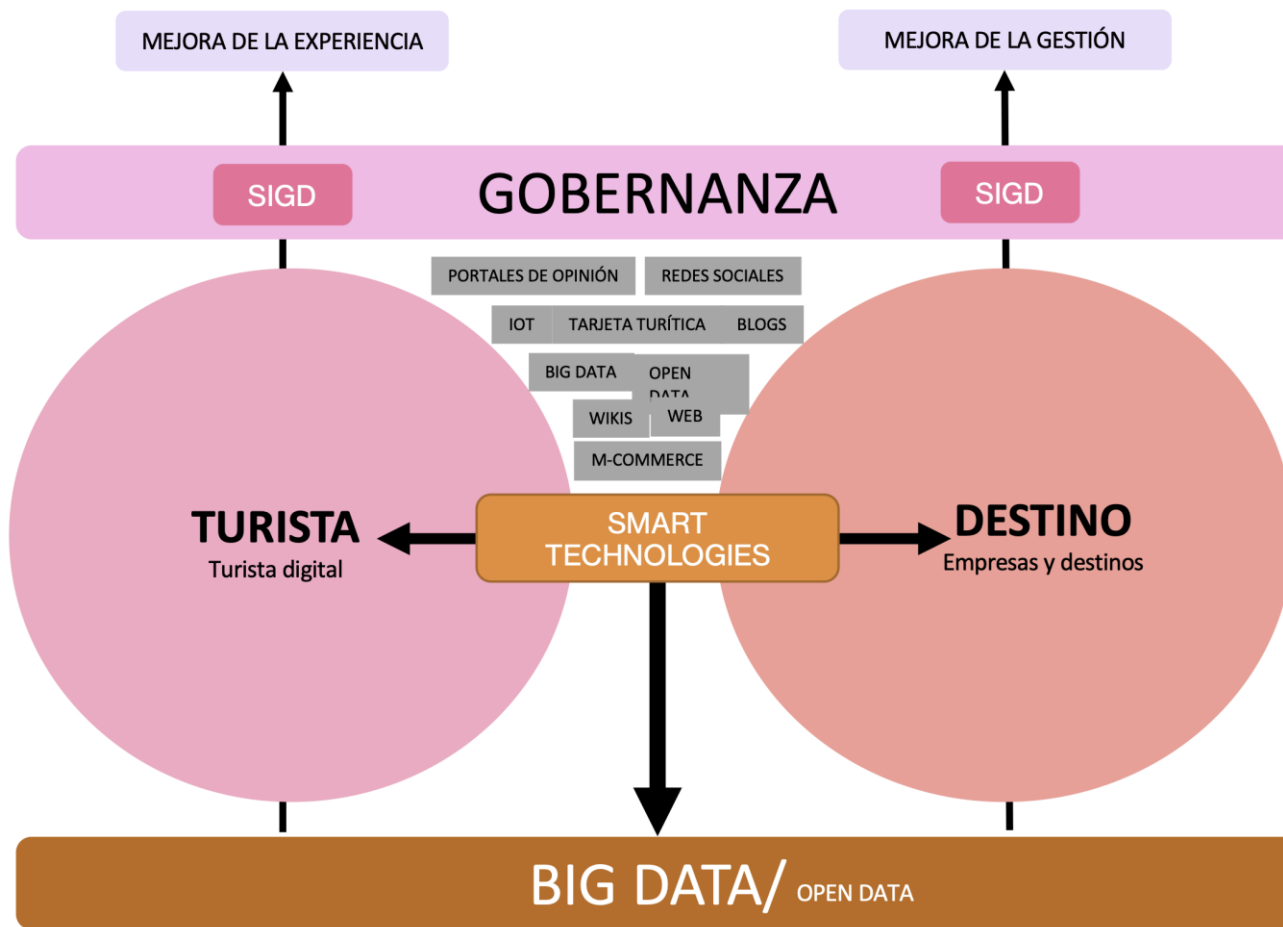 MEJORA DE LA EXPERIENCIA
MEJORA DE LA GESTIÓN
SIGD
GOBERNANZA
SIGD
PORTALES DE OPINIÓN
REDES SOCIALES
IOT
TARJETA TURÍTICA
BLOGS
BIG DATA
OPEN
DATA
WIKIS
WEB
M-COMMERCE
TURISTA
Turista digital
SMART
TECHNOLOGIES
DESTINO
Empresas y destinos
BIG DATA/ OPEN DATA